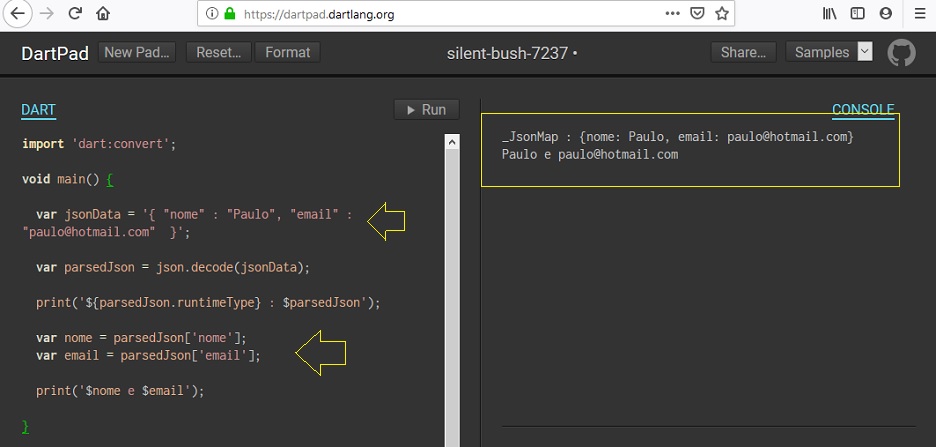 https://dartpad.dartlang.org
DartPad New Pad... Reset... Format silent-bush-7237 • Share... Samples
DART Run CONSOLE
import 'dart:convert';
void main() {
var jsonData = '{ "nome" : "Paulo", "email" :
"paulo@hotmail.com"  }';
var parsedJson = json.decode(jsonData);
print('${parsedJson.runtimeType} : $parsedJson');
var nome = parsedJson['nome'];
var email = parsedJson['email'];
print('$nome e $email');
}
_JsonMap : {nome: Paulo, email: paulo@hotmail.com}
Paulo e paulo@hotmail.com